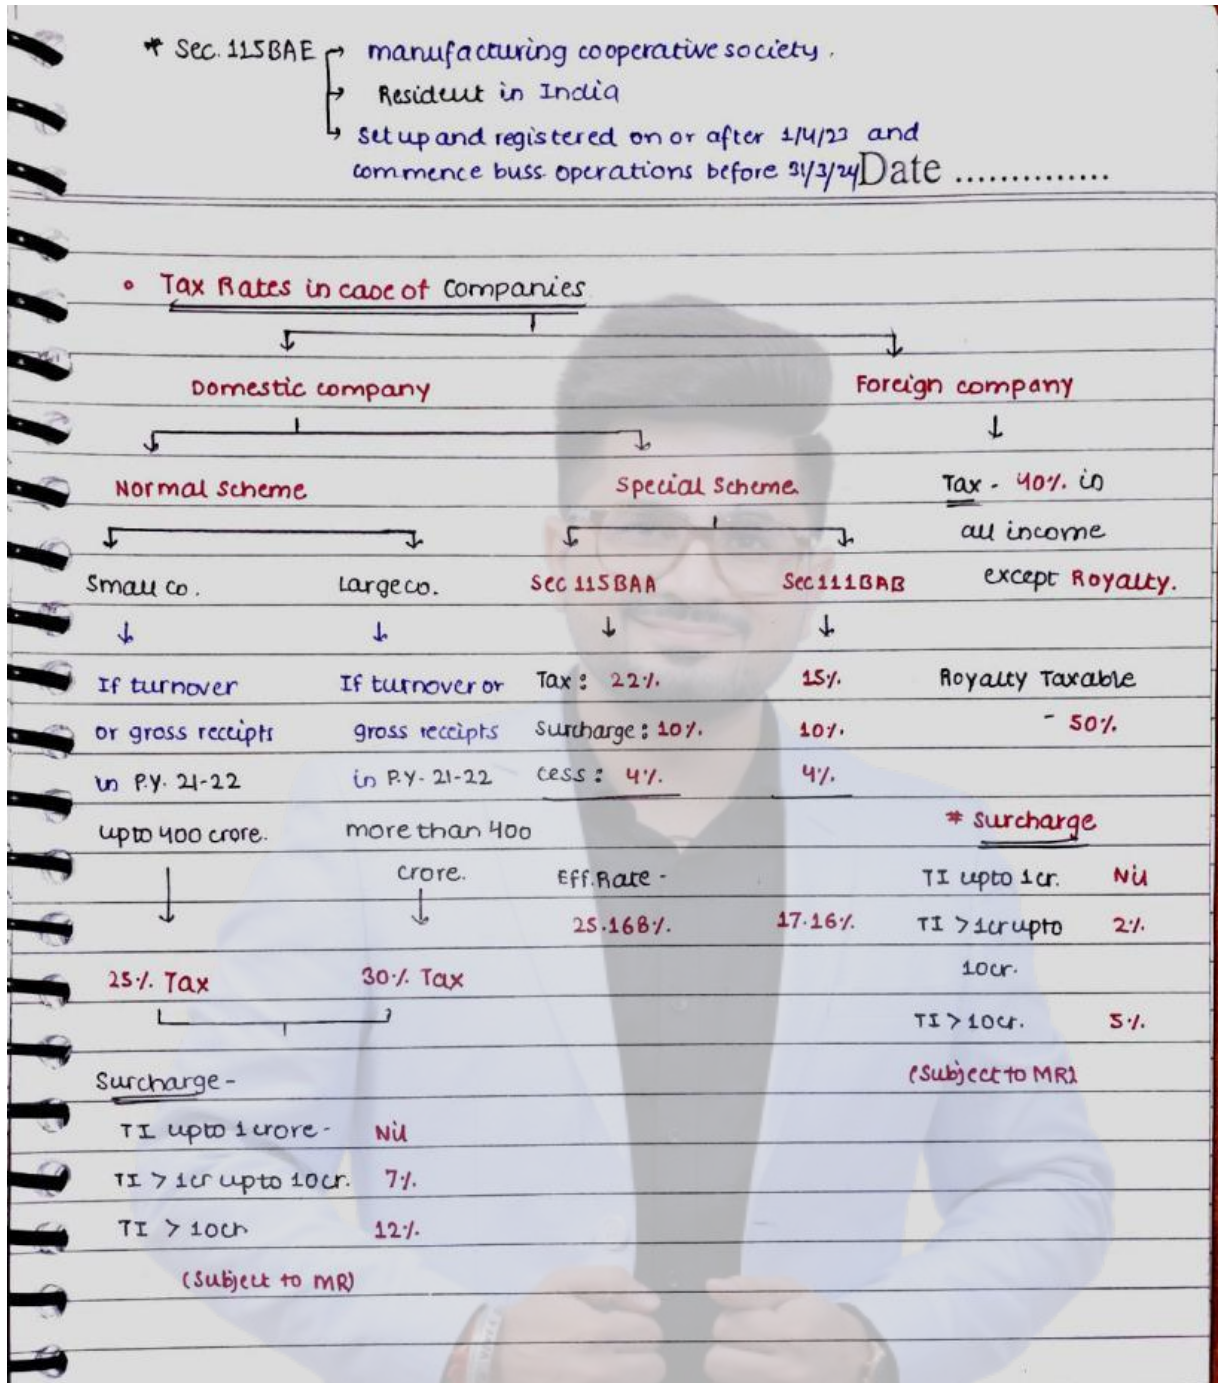 * Sec. 115BAE → manufacturing cooperative society.
→ Resident in India
→ Setup and registered on or after 1/4/23 and
commence buss. operations before 31/3/24
Date ..............
• Tax Rates in case of Companies
Domestic company
Foreign company
Normal Scheme
Special Scheme
Tax - 40% in
all income
except Royalty.
Small co.
Large co.
Sec 115BAA
Sec 111BAB
If turnover
or gross receipts
in P.Y. 21-22
upto 400 crore.
If turnover or
gross receipts
in P.Y- 21-22
more than 400
crore.
Tax : 22% 15%
Surcharge : 10% 10%
cess : 4% 4%
Eff. Rate -
25.168% 17.16%
Royalty Taxable
- 50%
* Surcharge
TI upto 1cr. Nil
TI > 1cr upto 2%
10cr.
TI > 10cr. 5%
(Subject to MR)
25% Tax
30% Tax
Surcharge -
TI upto 1 crore - Nil
TI > 1cr upto 10cr. 7%
TI > 10cr 12%
(Subject to MR)